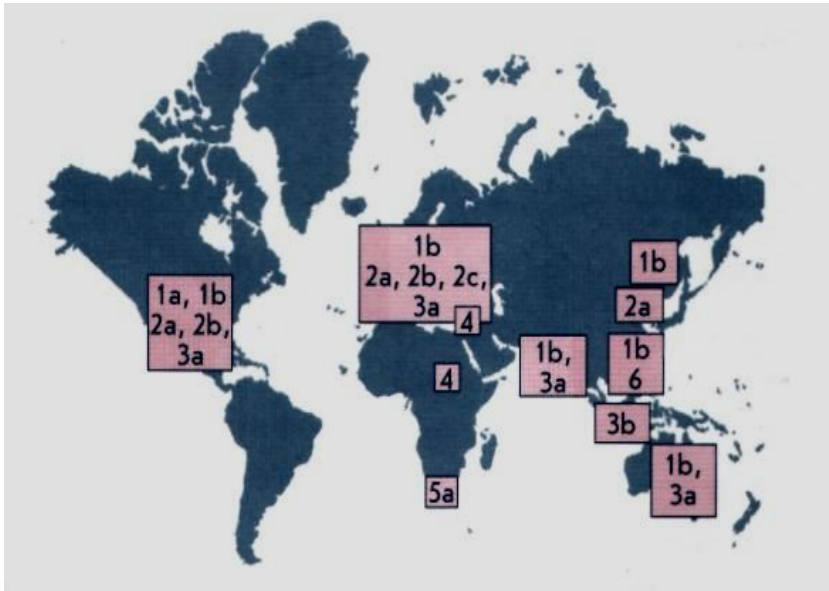 1b
2a, 2b, 2c,
3a
4
1b
2a
1a, 1b
2a, 2b,
3a
4
1b,
3a
1b
6
3b
1b,
3a
5a